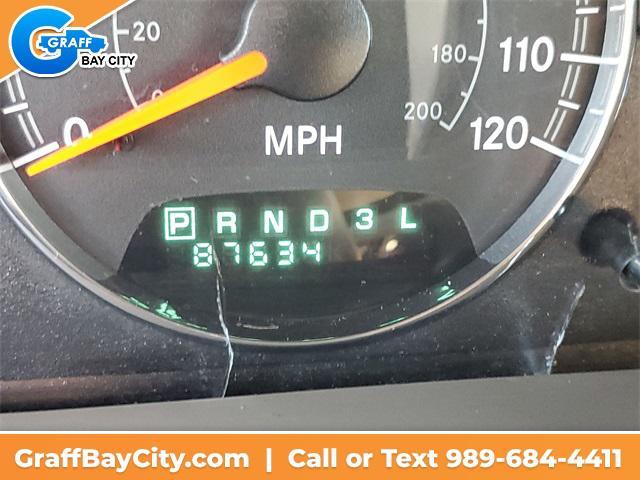 GRAFF
BAY CITY
20
0
0
MPH
180
200
110
120
P R N D 3 L
87634
GraffBayCity.com | Call or Text 989-684-4411